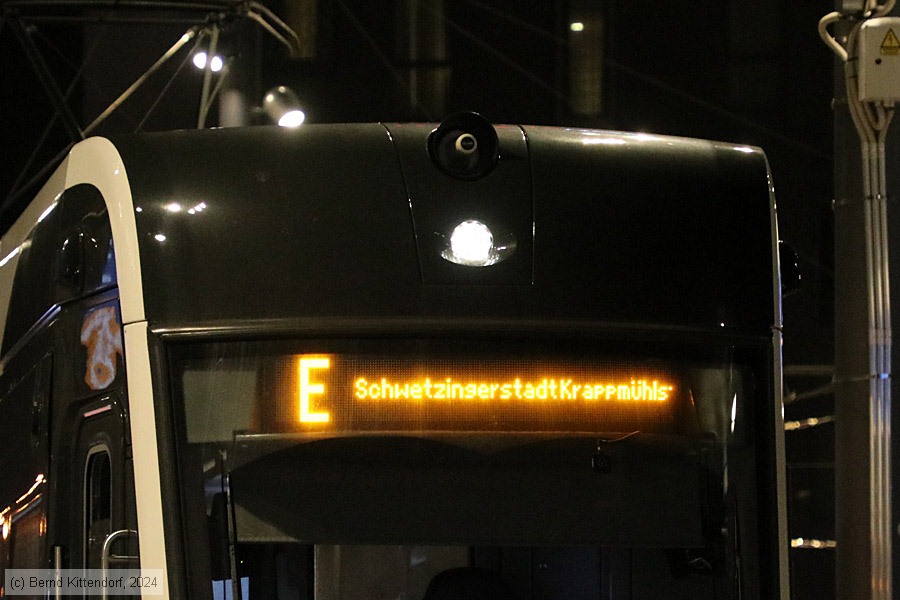 E SchwetzingerstadtKrappmühls
(c) Bernd Kittendorf, 2024